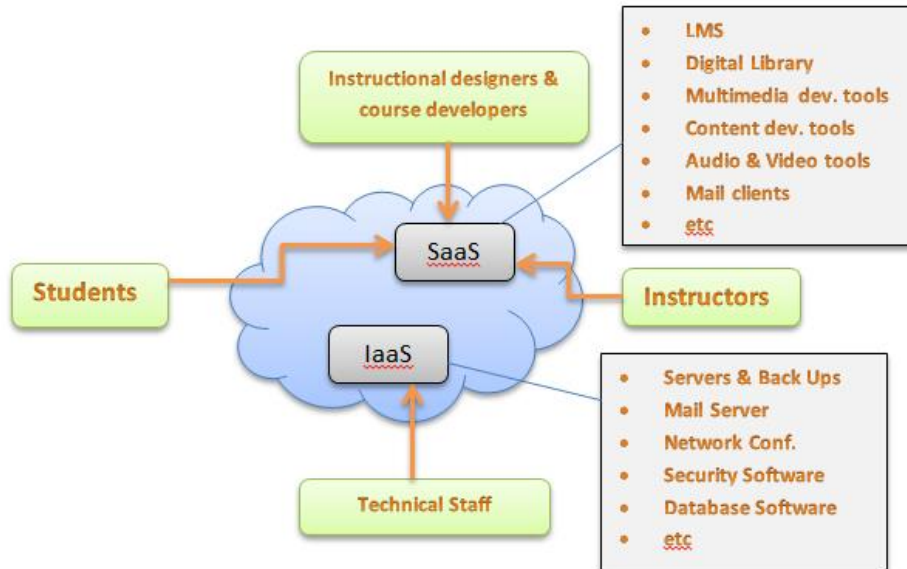 Instructional designers &
course developers
• LMS
• Digital Library
• Multimedia dev. tools
• Content dev. tools
• Audio & Video tools
• Mail clients
• etc
SaaS
Students
Instructors
IaaS
• Servers & Back Ups
• Mail Server
• Network Conf.
• Security Software
• Database Software
• etc
Technical Staff